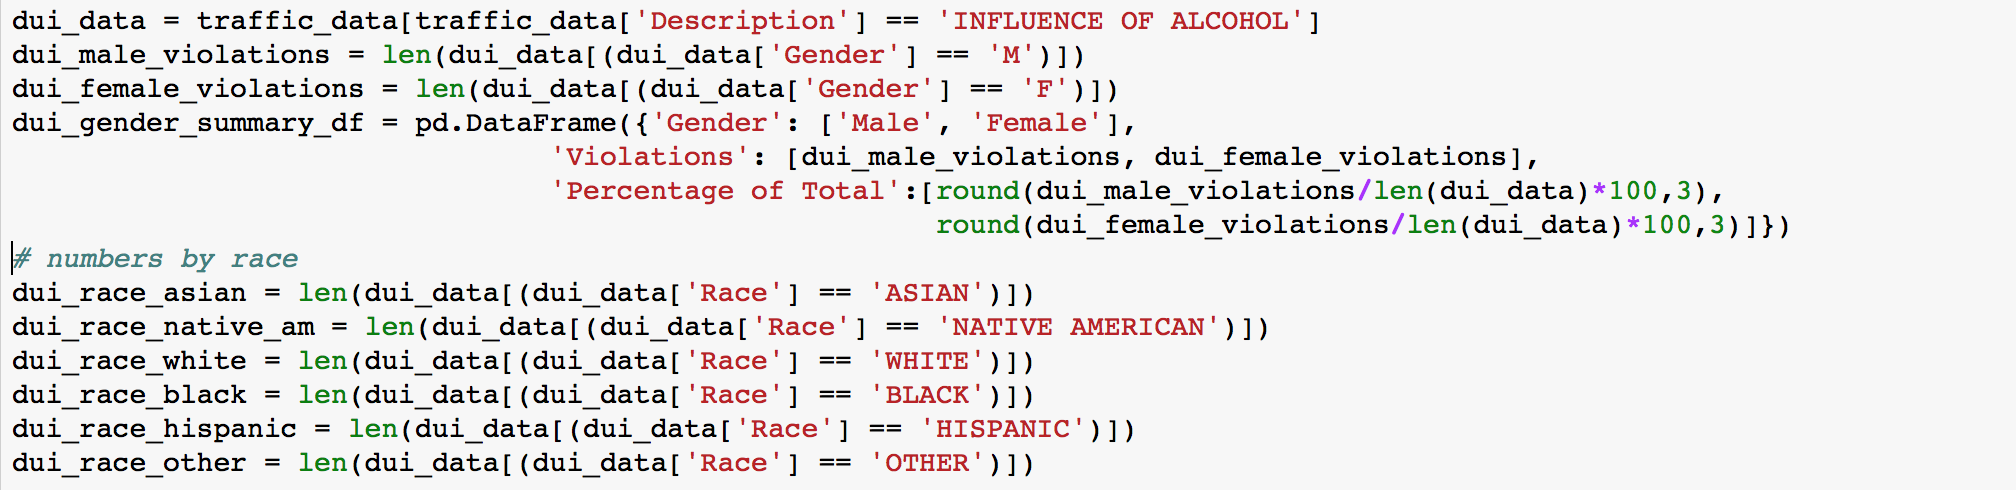 dui_data = traffic_data[traffic_data['Description'] == 'INFLUENCE OF ALCOHOL']
dui_male_violations = len(dui_data[(dui_data['Gender'] == 'M')])
dui_female_violations = len(dui_data[(dui_data['Gender'] == 'F')])
dui_gender_summary_df = pd.DataFrame({'Gender': ['Male', 'Female'],
                                'Violations': [dui_male_violations, dui_female_violations],
                                'Percentage of Total':[round(dui_male_violations/len(dui_data)*100,3),
                                                       round(dui_female_violations/len(dui_data)*100,3)]})
# numbers by race
dui_race_asian = len(dui_data[(dui_data['Race'] == 'ASIAN')])
dui_race_native_am = len(dui_data[(dui_data['Race'] == 'NATIVE AMERICAN')])
dui_race_white = len(dui_data[(dui_data['Race'] == 'WHITE')])
dui_race_black = len(dui_data[(dui_data['Race'] == 'BLACK')])
dui_race_hispanic = len(dui_data[(dui_data['Race'] == 'HISPANIC')])
dui_race_other = len(dui_data[(dui_data['Race'] == 'OTHER')])